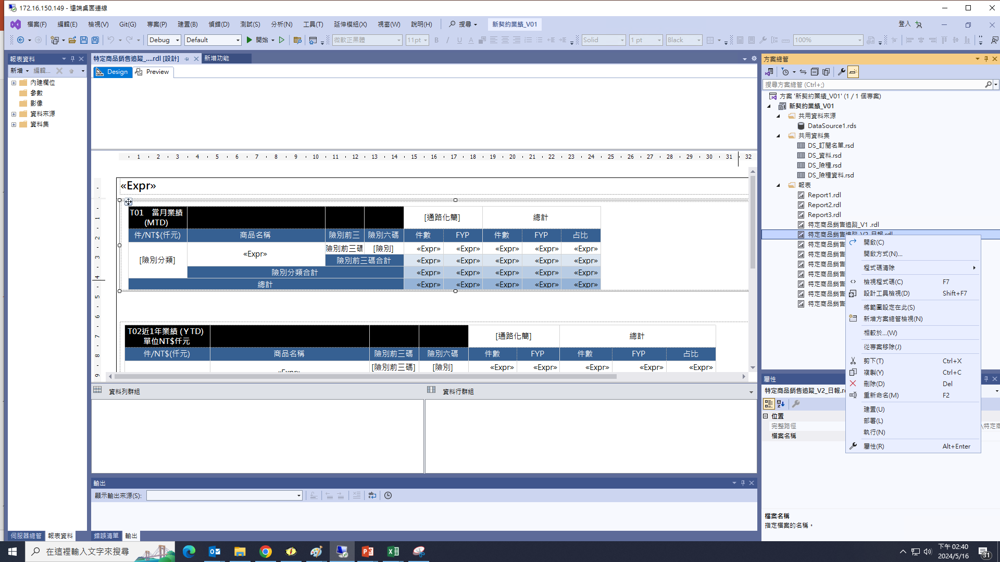 172.16.150.149 - 遠端桌面連線
檔案(F) 編輯(E) 檢視(V) Git(G) 專案(P) 建置(B) 偵錯(D) 測試(S) 分析(N) 工具(T) 延伸模組(X) 視窗(W) 說明(H) 搜尋 新契約業績_V01 登入
Debug Default 開始 微軟正黑體 11pt Solid 1 pt Black 100%
報表資料
新增 編輯...
內建欄位
參數
影像
資料來源
資料集
特定商品銷售追蹤_....rdl [設計] 新增功能
Design Preview
1 2 3 4 5 6 7 8 9 10 11 12 13 14 15 16 17 18 19 20 21 22 23 24 25 26 27 28 29 30 31 32
1 2 3 4 5 6 7 8 9
«Expr»
T01 當月業績 (MTD) [通路化簡] 總計
件/NT$(仟元) 商品名稱 險別前三 險別六碼 件數 FYP 件數 FYP 占比
[險別分類] «Expr» 險別前三碼 [險別] «Expr» «Expr» «Expr» «Expr» «Expr»
險別前三碼合計 «Expr» «Expr» «Expr» «Expr» «Expr»
險別分類合計 «Expr» «Expr» «Expr» «Expr» «Expr»
總計 «Expr» «Expr» «Expr» «Expr» «Expr»
T02近1年業績 (YTD)
單位NT$仟元 [通路化簡] 總計
件/NT$(仟元) 商品名稱 險別前三碼 險別六碼 件數 FYP 件數 FYP 占比
«Expr» [險別前三碼] [險別] «Expr» «Expr» «Expr» «Expr» «Expr»
資料列群組 資料行群組
輸出
顯示輸出來源(S):
伺服器總管 報表資料 錯誤清單 輸出
方案總管
搜尋方案總管 (Ctrl+;)
方案 '新契約業績_V01' (1 / 1 個專案)
新契約業績_V01
共用資料來源
DataSource1.rds
共用資料集
DS_訂閱名單.rsd
DS_資料.rsd
DS_險種.rsd
DS_險種資料.rsd
報表
Report1.rdl
Report2.rdl
Report3.rdl
特定商品銷售追蹤_V1 .rdl
特定商品銷售追蹤_V2_日報.rdl
特定商品銷售
特定商品銷售
特定商品銷售
特定商品銷售
特定商品銷售
特定商品銷售
特定商品銷售
開啟(C)
開啟方式(N)...
程式碼清除
檢視程式碼(C) F7
設計工具檢視(D) Shift+F7
將範圍設定在此(S)
新增方案總管檢視(N)
相較於...(W)
從專案移除(J)
剪下(T) Ctrl+X
複製(Y) Ctrl+C
刪除(D) Del
重新命名(M) F2
建置(U)
部署(L)
執行(N)
屬性(R) Alt+Enter
屬性
特定商品銷售追蹤_V2_日報.r
位置
完整路徑 \特定商
檔案名稱
檔案名稱
指定檔案的名稱。
在這裡輸入文字來搜尋
下午 02:40
2024/5/16
31